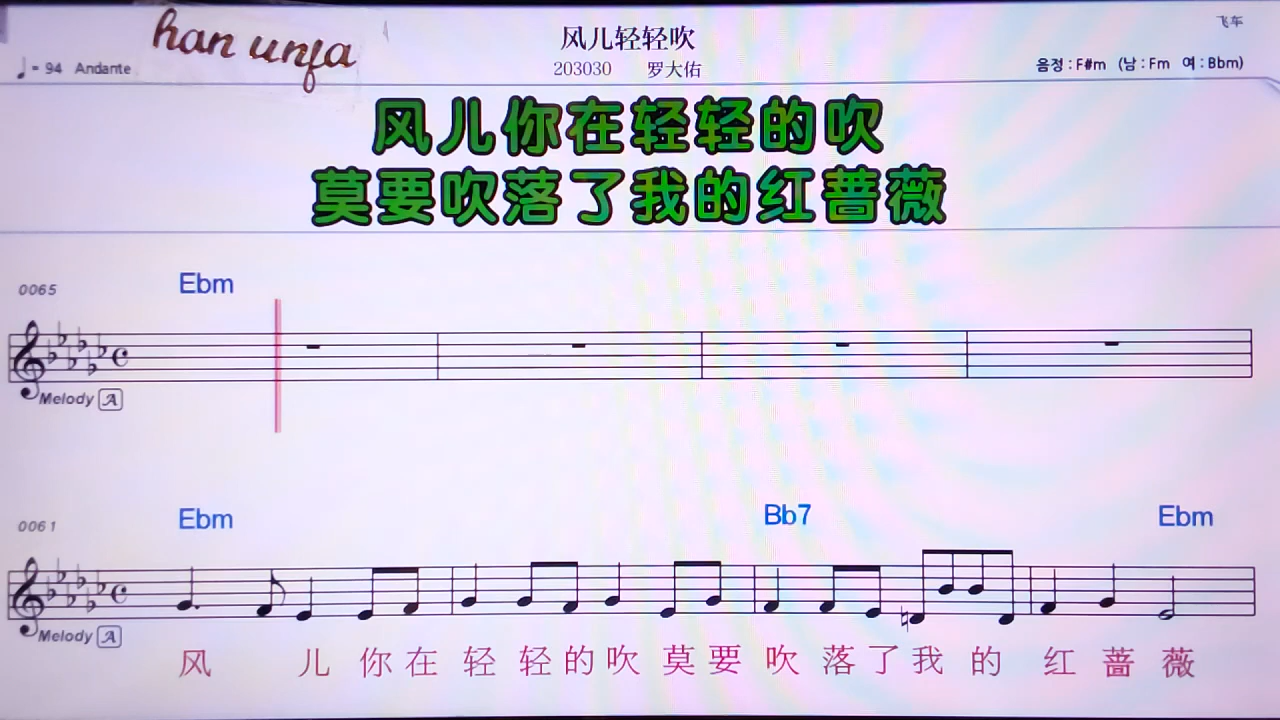 han unfa
风儿轻轻吹
飞车
♩= 94 Andante
203030 罗大佑
음정 : F#m (남 : Fm 여 : Bbm)
风儿你在轻轻的吹
莫要吹落了我的红蔷薇
0065 Ebm
Melody A
0061 Ebm Bb7 Ebm
Melody A
风 儿 你 在 轻 轻 的 吹 莫 要 吹 落 了 我 的 红 蔷 薇